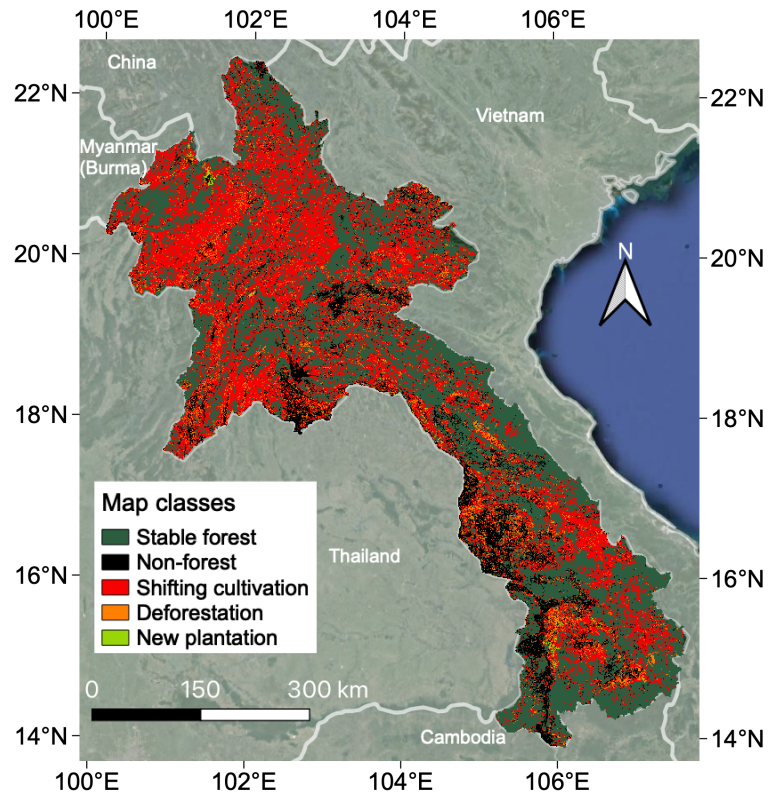 100°E 102°E 104°E 106°E
China
22°N
22°N
Vietnam
Myanmar
(Burma)
20°N
20°N
N
18°N
18°N
Map classes
Stable forest
Non-forest
Shifting cultivation
Deforestation
New plantation
Thailand
16°N
16°N
0 150 300 km
14°N
14°N
Cambodia
100°E 102°E 104°E 106°E